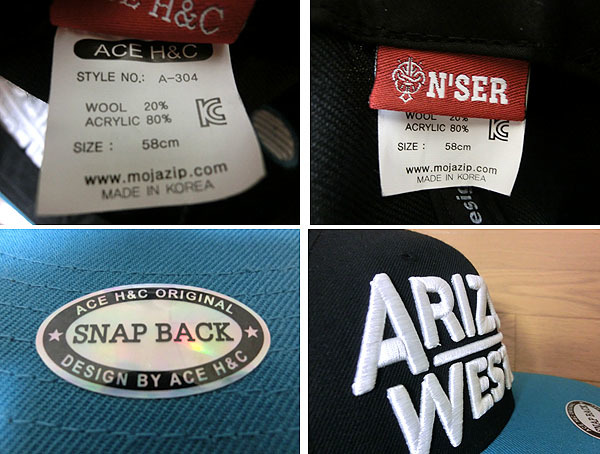 ACE H&C
ACE H&C
STYLE NO.: A-304
WOOL 20%
ACRYLIC 80%
SIZE : 58cm
www.mojazip.com
MADE IN KOREA
N'SER
WOOL 20%
ACRYLIC 80%
SIZE : 58cm
www.mojazip.com
MADE IN KOREA
ACE H&C ORIGINAL
★ SNAP BACK ★
DESIGN BY ACE H&C
ARIZ
WEST
SNAP BACK